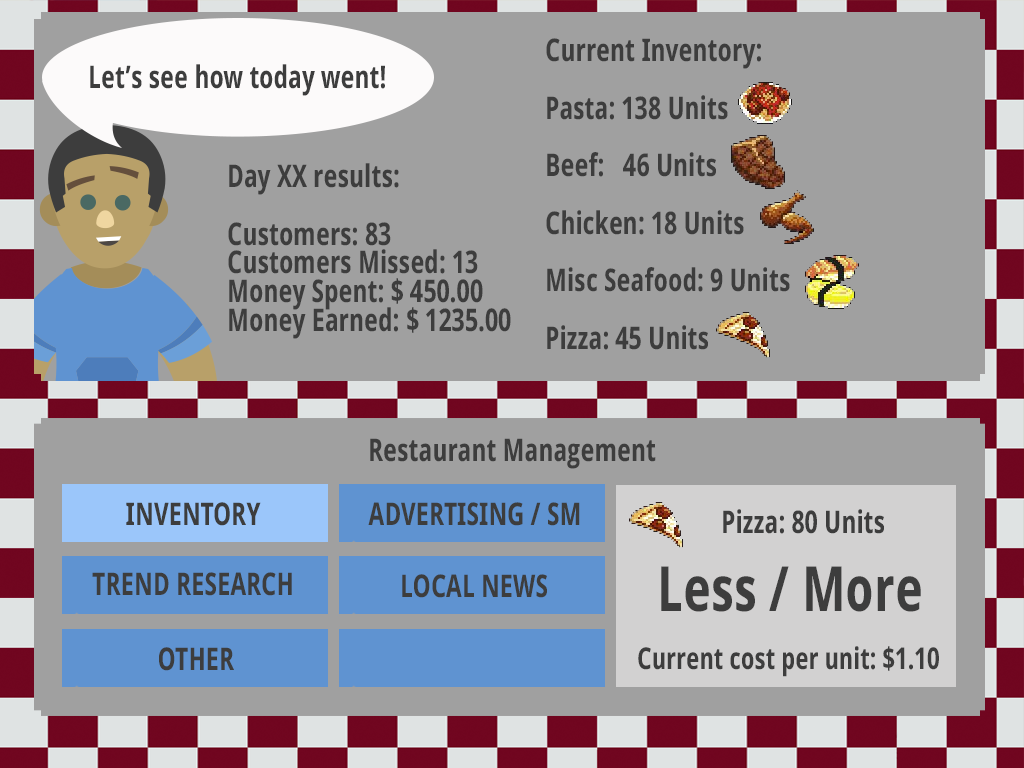 Let's see how today went!
Day XX results:
Customers: 83
Customers Missed: 13
Money Spent: $ 450.00
Money Earned: $ 1235.00
Current Inventory:
Pasta: 138 Units
Beef: 46 Units
Chicken: 18 Units
Misc Seafood: 9 Units
Pizza: 45 Units
Restaurant Management
INVENTORY
ADVERTISING / SM
TREND RESEARCH
LOCAL NEWS
OTHER
Pizza: 80 Units
Less / More
Current cost per unit: $1.10